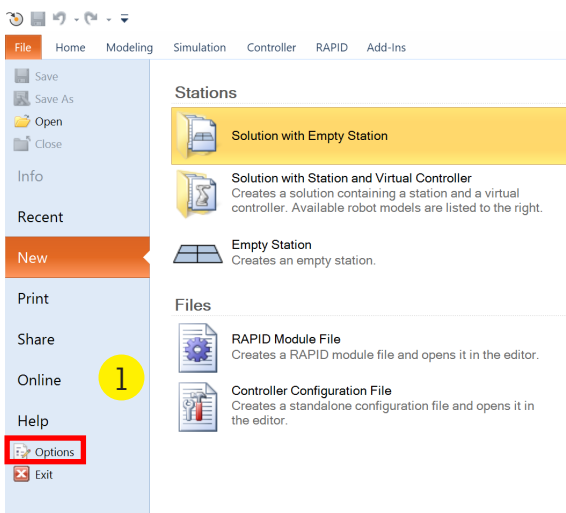 File Home Modeling Simulation Controller RAPID Add-Ins
Save
Save As
Open
Close
Info
Recent
New
Print
Share
Online
1
Help
Options
Exit
Stations
Solution with Empty Station
Solution with Station and Virtual Controller
Creates a solution containing a station and a virtual
controller. Available robot models are listed to the right.
Empty Station
Creates an empty station.
Files
RAPID Module File
Creates a RAPID module file and opens it in the editor.
Controller Configuration File
Creates a standalone configuration file and opens it in
the editor.